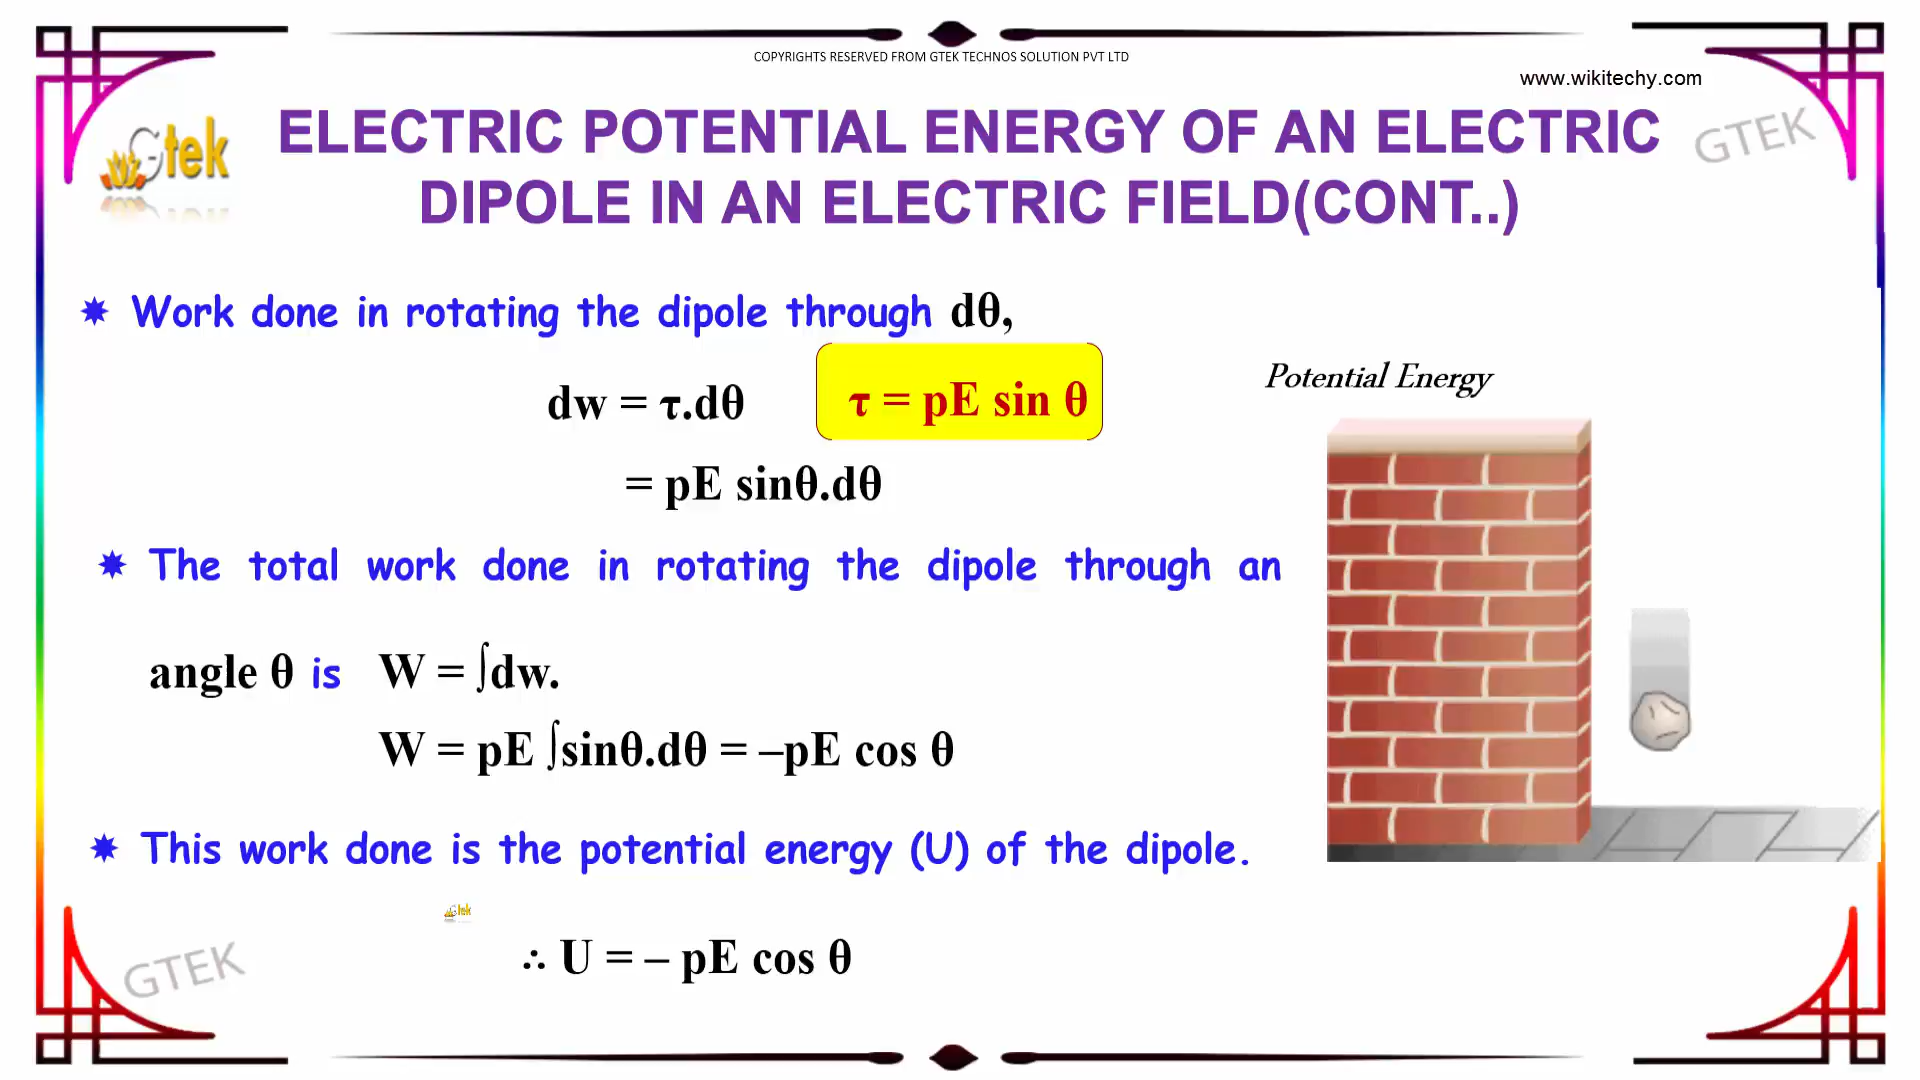 COPYRIGHTS RESERVED FROM GTEK TECHNOS SOLUTION PVT LTD
www.wikitechy.com
Gtek
ELECTRIC POTENTIAL ENERGY OF AN ELECTRIC
DIPOLE IN AN ELECTRIC FIELD(CONT..)
GTEK
✷ Work done in rotating the dipole through dθ,
dw = τ.dθ
τ = pE sin θ
= pE sinθ.dθ
Potential Energy
✷ The total work done in rotating the dipole through an
angle θ is W = ∫dw.
W = pE ∫sinθ.dθ = –pE cos θ
✷ This work done is the potential energy (U) of the dipole.
Gtek
∴ U = – pE cos θ
GTEK